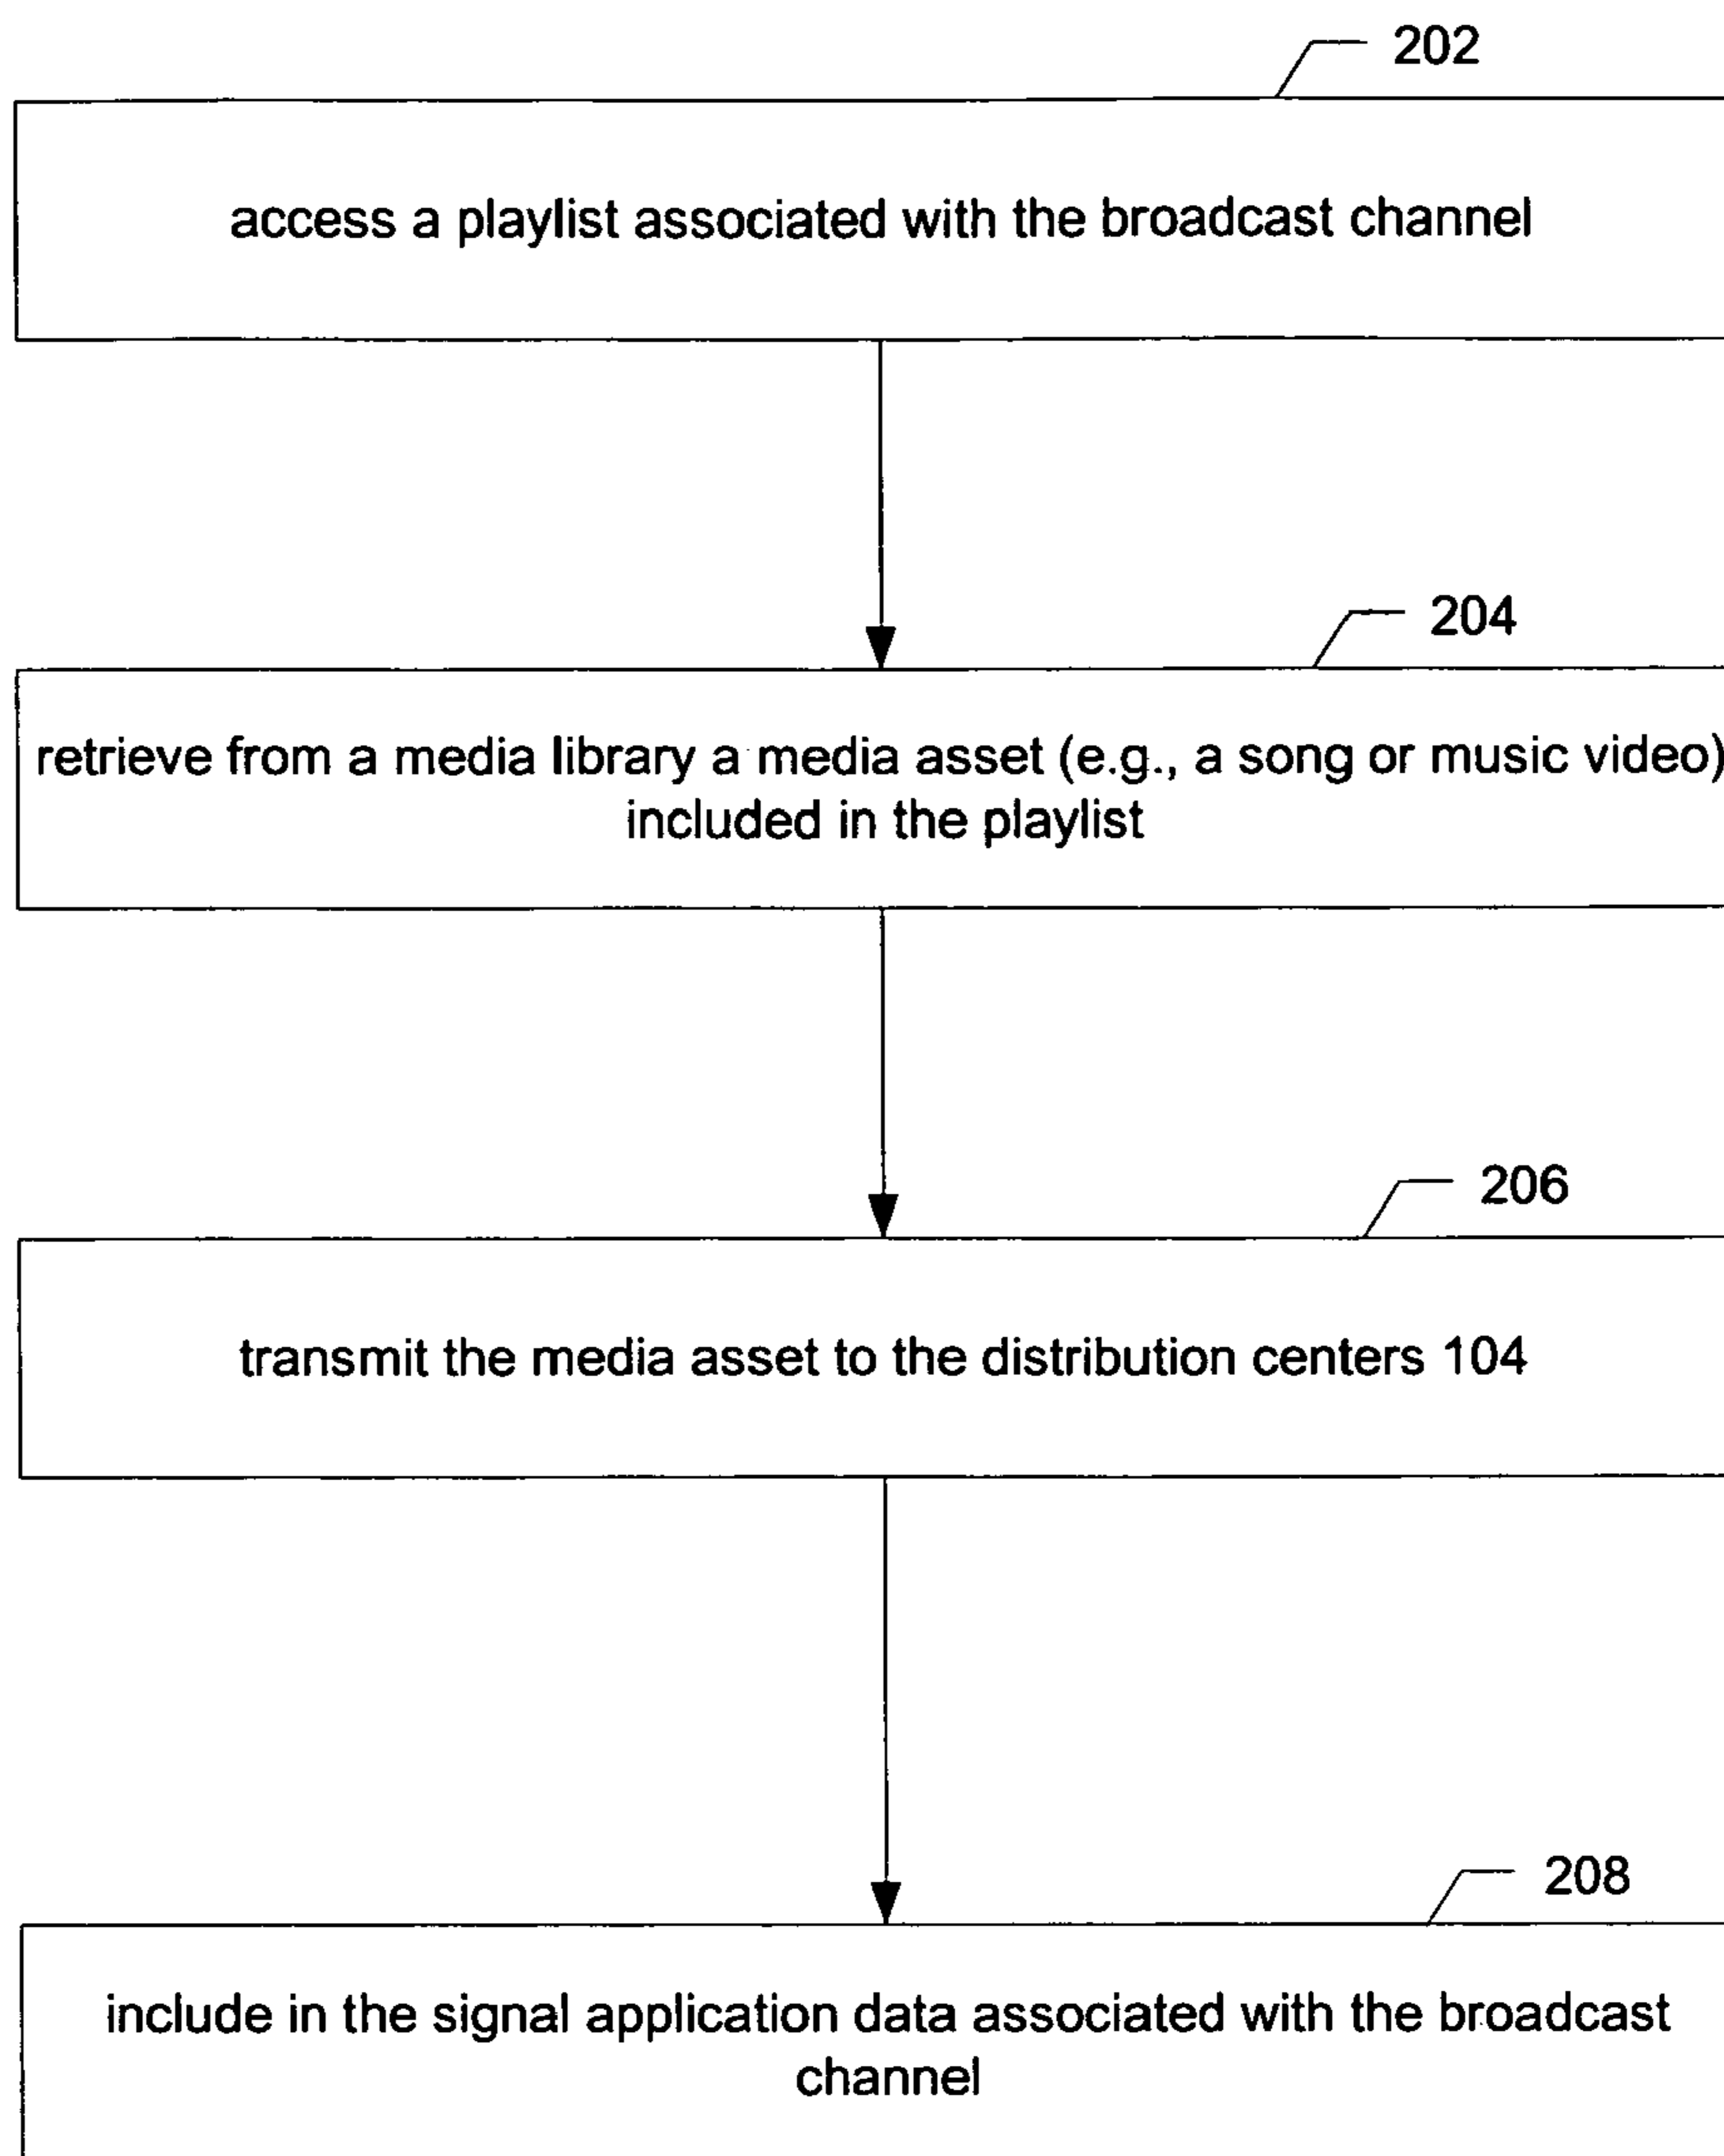 202
access a playlist associated with the broadcast channel
204
retrieve from a media library a media asset (e.g., a song or music video)
included in the playlist
206
transmit the media asset to the distribution centers 104
208
include in the signal application data associated with the broadcast
channel